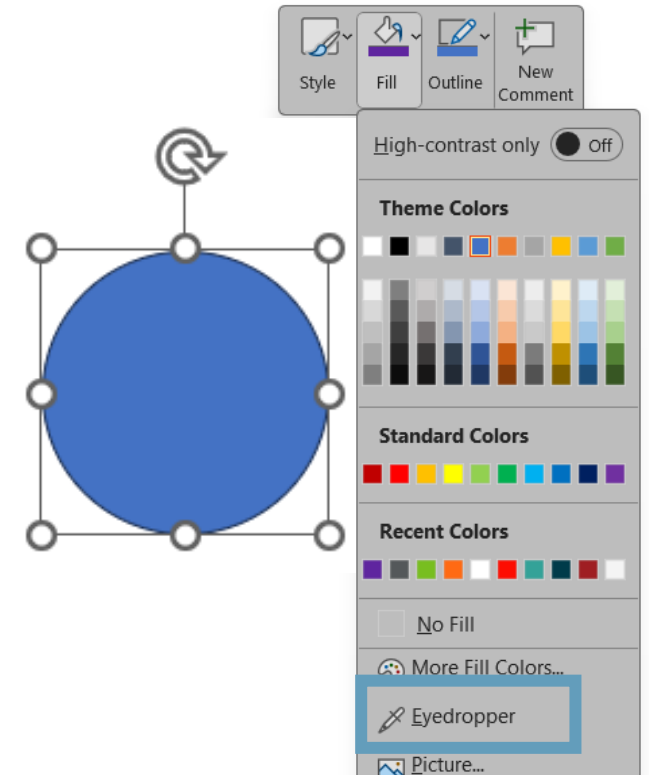 Style Fill Outline New
Comment
High-contrast only Off
Theme Colors
Standard Colors
Recent Colors
No Fill
More Fill Colors...
Eyedropper
Picture...